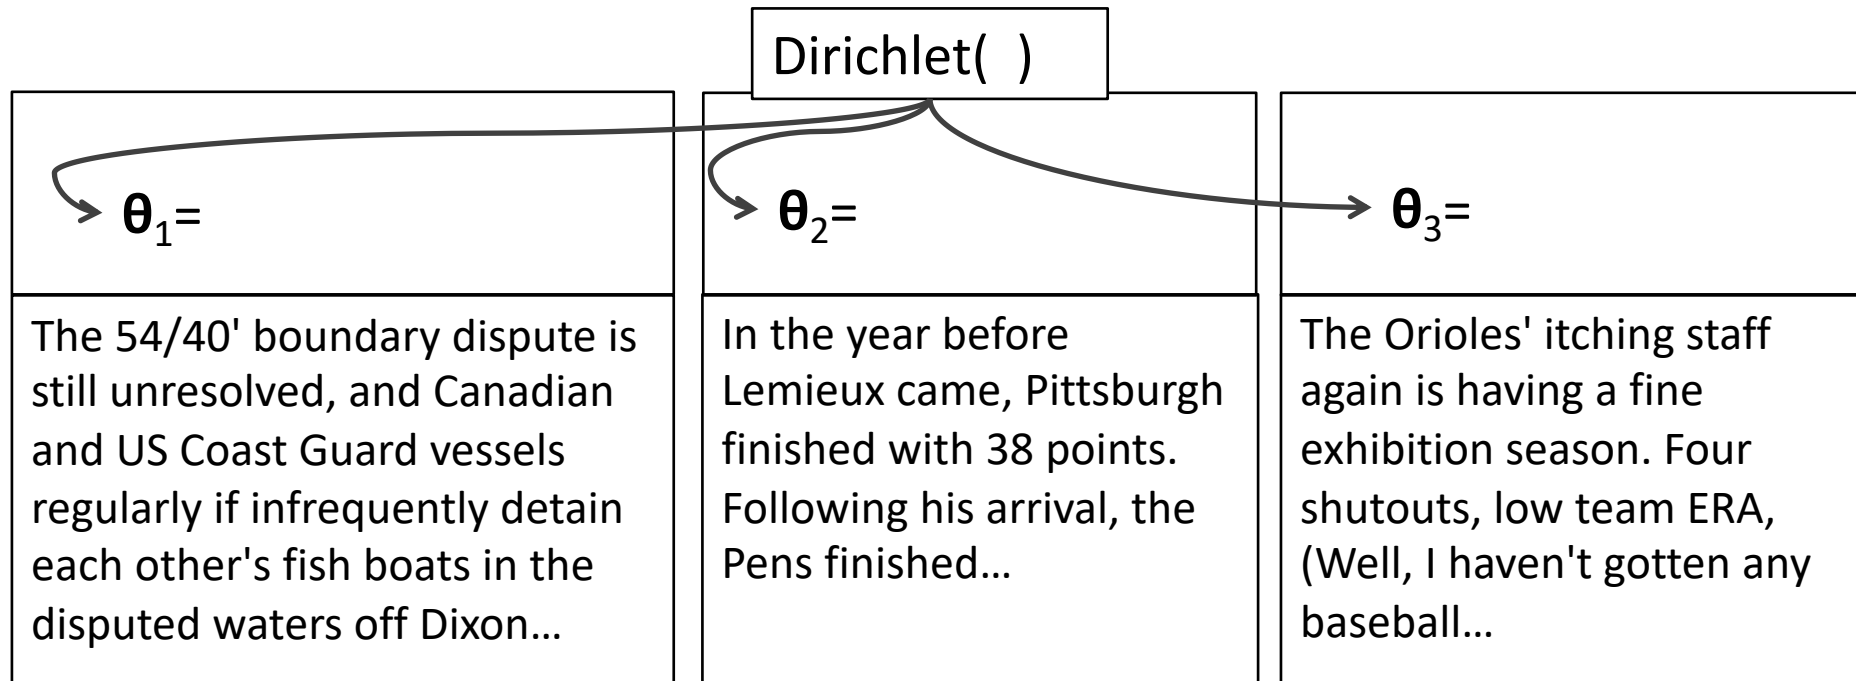 Dirichlet( )
θ1=
θ2=
θ3=
The 54/40' boundary dispute is
still unresolved, and Canadian
and US Coast Guard vessels
regularly if infrequently detain
each other's fish boats in the
disputed waters off Dixon…
In the year before
Lemieux came, Pittsburgh
finished with 38 points.
Following his arrival, the
Pens finished…
The Orioles' itching staff
again is having a fine
exhibition season. Four
shutouts, low team ERA,
(Well, I haven't gotten any
baseball…